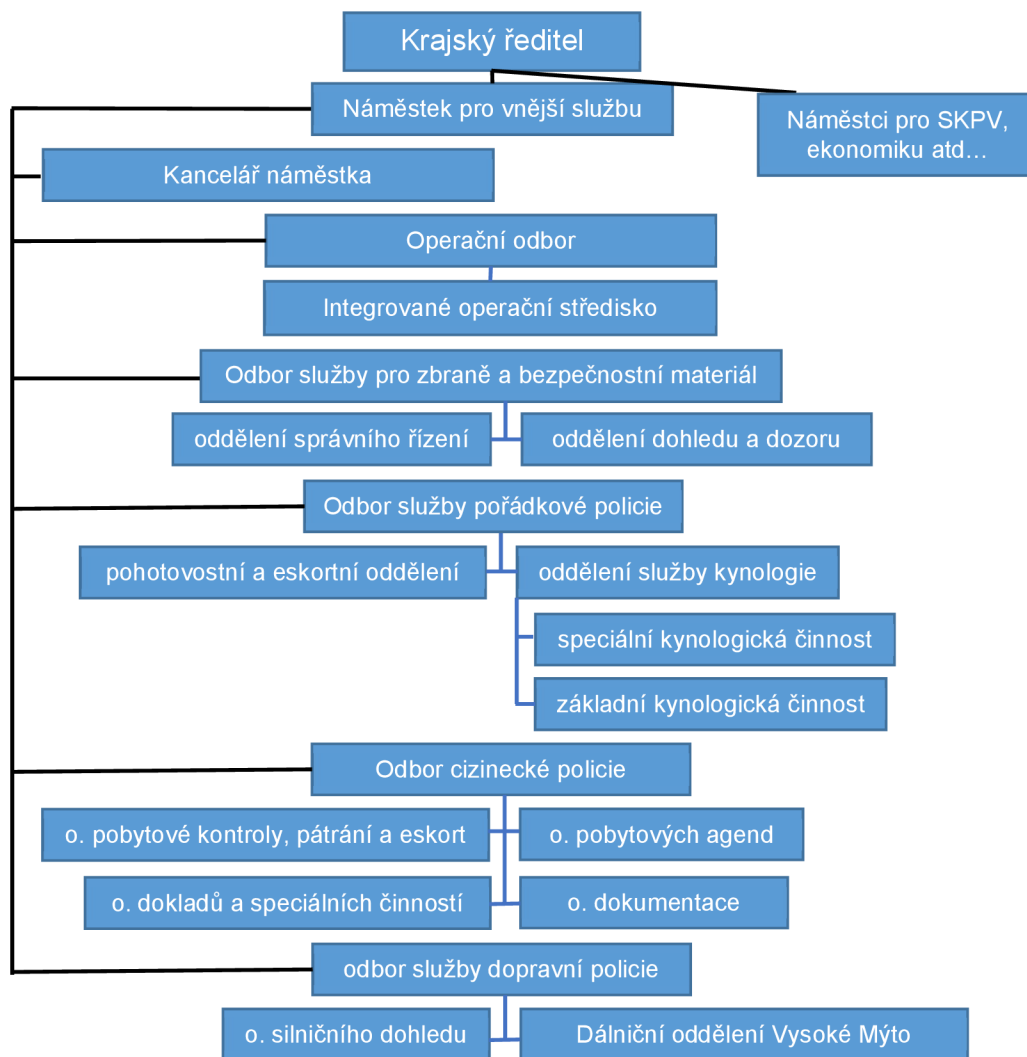 Krajský ředitel
Náměstek pro vnější službu
Náměstci pro SKPV,
ekonomiku atd...
Kancelář náměstka
Operační odbor
Integrované operační středisko
Odbor služby pro zbraně a bezpečnostní materiál
oddělení správního řízení
oddělení dohledu a dozoru
Odbor služby pořádkové policie
pohotovostní a eskortní oddělení
oddělení služby kynologie
speciální kynologická činnost
základní kynologická činnost
Odbor cizinecké policie
o. pobytové kontroly, pátrání a eskort
o. pobytových agend
o. dokladů a speciálních činností
o. dokumentace
odbor služby dopravní policie
o. silničního dohledu
Dálniční oddělení Vysoké Mýto